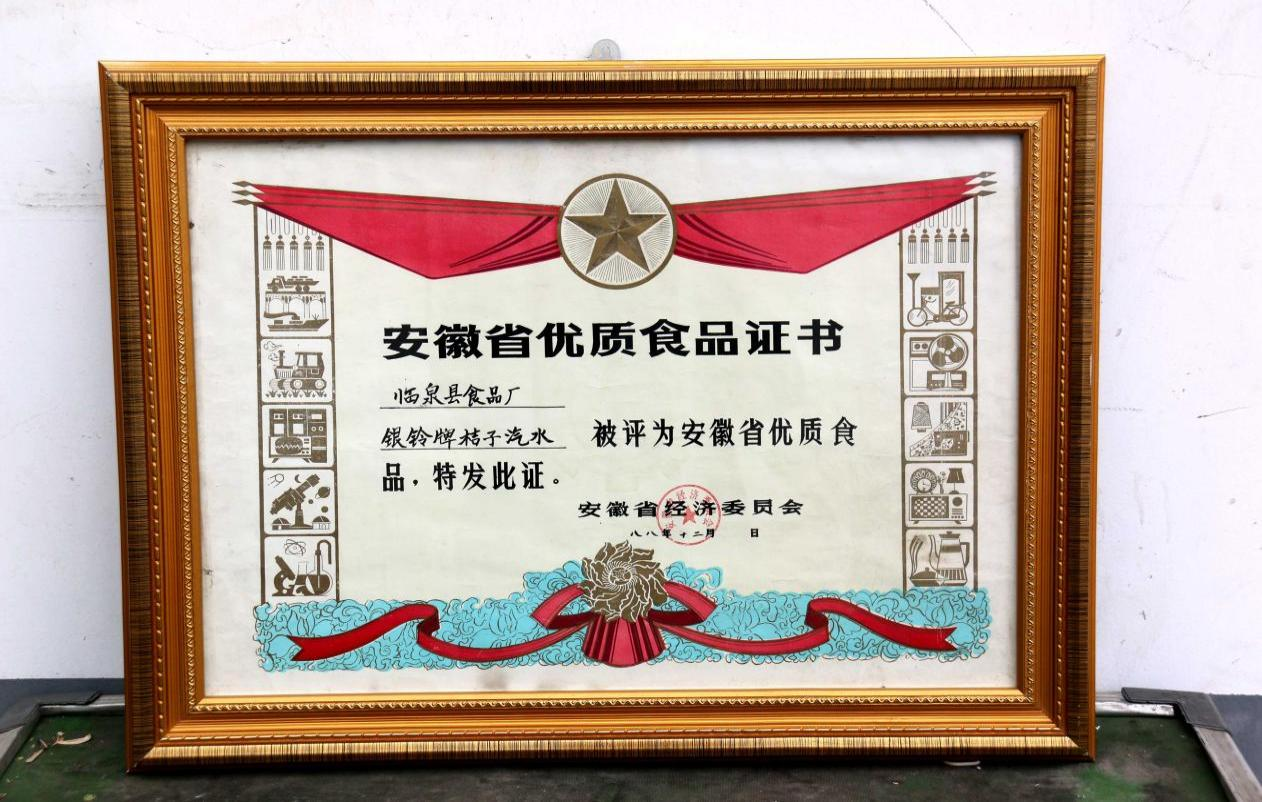 安徽省优质食品证书
临泉县食品厂
银铃牌桔子汽水 被评为安徽省优质食
品，特发此证。
安徽省经济委员会
八八年十二月 日